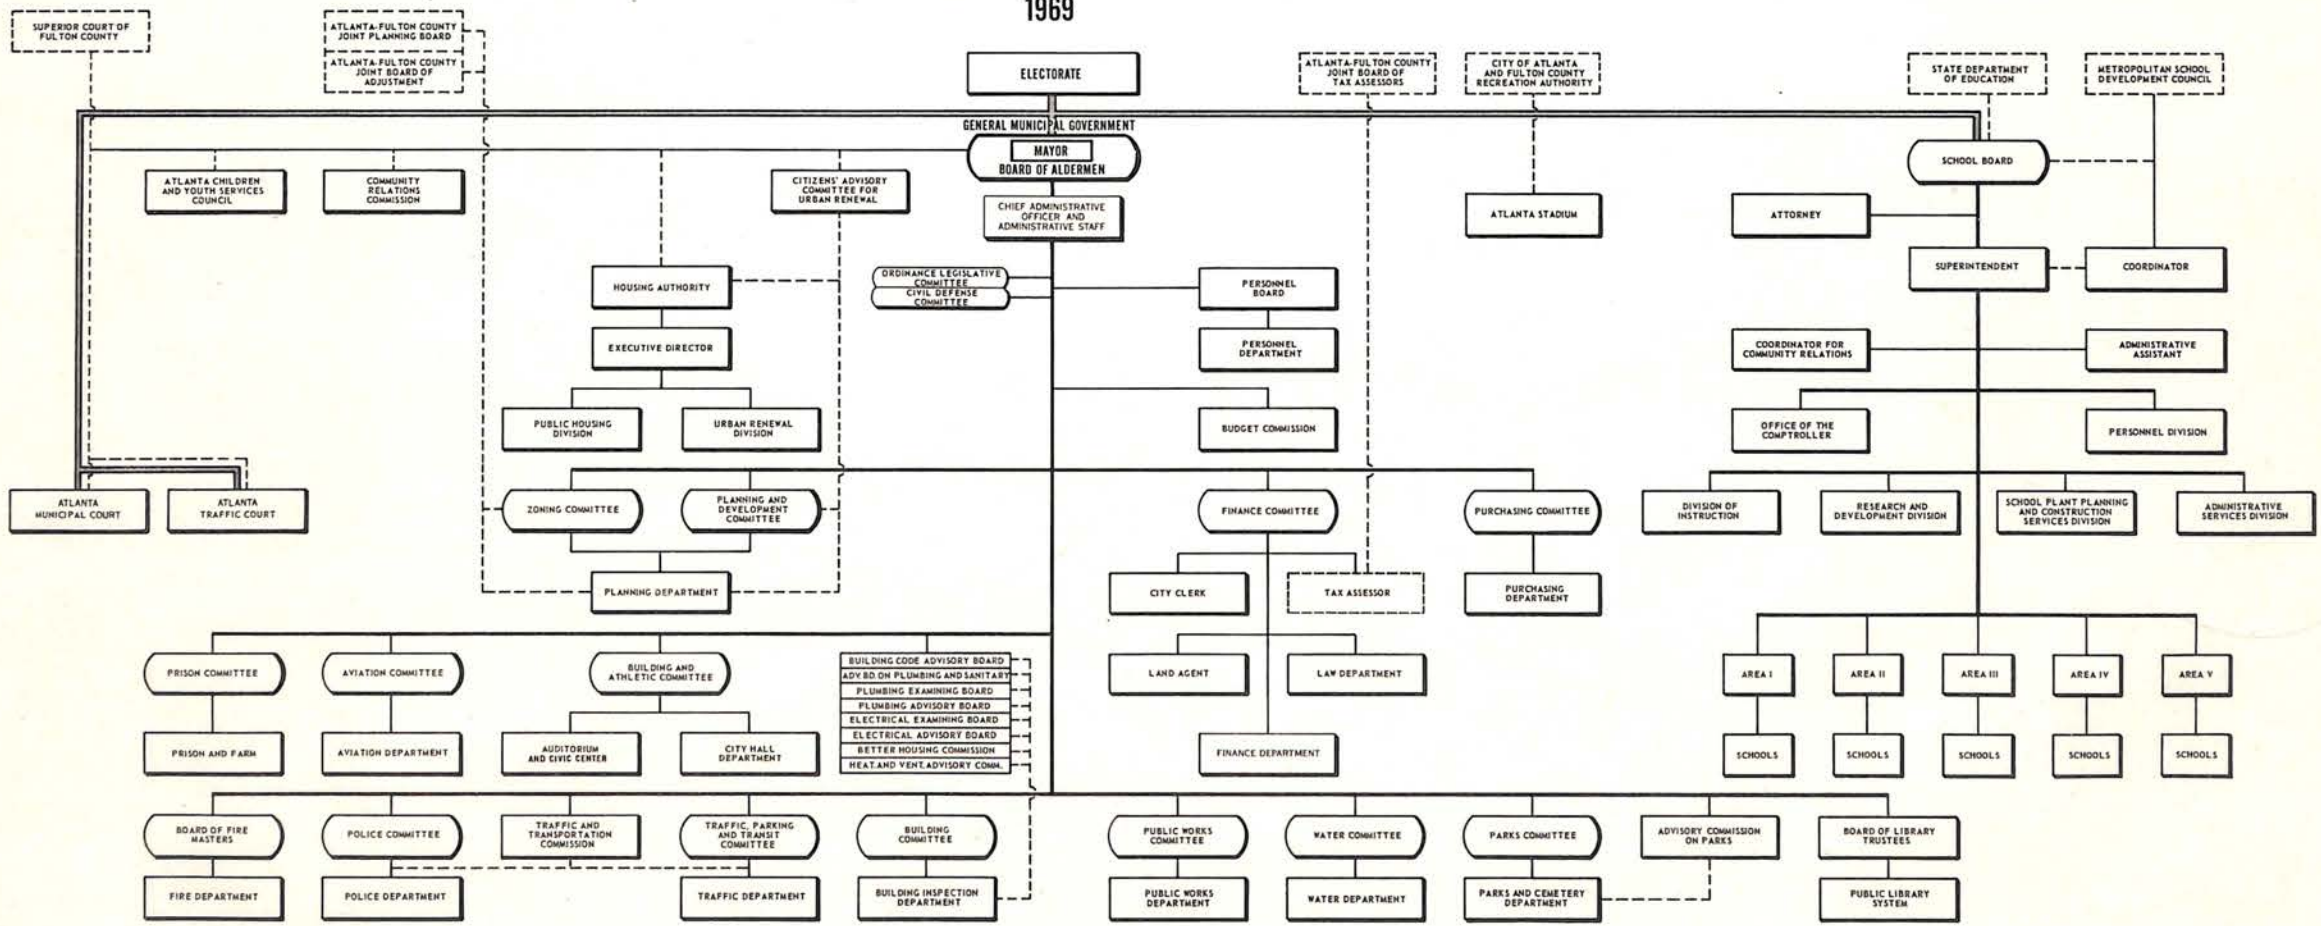 1969
SUPERIOR COURT OF
FULTON COUNTY
ATLANTA-FULTON COUNTY
JOINT PLANNING BOARD
ATLANTA-FULTON COUNTY
JOINT BOARD OF
ADJUSTMENT
ELECTORATE
ATLANTA-FULTON COUNTY
JOINT BOARD OF
TAX ASSESSORS
CITY OF ATLANTA
AND FULTON COUNTY
RECREATION AUTHORITY
STATE DEPARTMENT
OF EDUCATION
METROPOLITAN SCHOOL
DEVELOPMENT COUNCIL
GENERAL MUNICIPAL GOVERNMENT
MAYOR
BOARD OF ALDERMEN
SCHOOL BOARD
ATLANTA CHILDREN
AND YOUTH SERVICES
COUNCIL
COMMUNITY
RELATIONS
COMMISSION
CITIZENS' ADVISORY
COMMITTEE FOR
URBAN RENEWAL
CHIEF ADMINISTRATIVE
OFFICER AND
ADMINISTRATIVE STAFF
ATLANTA STADIUM
ATTORNEY
HOUSING AUTHORITY
ORDINANCE LEGISLATIVE
COMMITTEE
CIVIL DEFENSE
COMMITTEE
PERSONNEL
BOARD
SUPERINTENDENT
COORDINATOR
EXECUTIVE DIRECTOR
PERSONNEL
DEPARTMENT
COORDINATOR FOR
COMMUNITY RELATIONS
ADMINISTRATIVE
ASSISTANT
PUBLIC HOUSING
DIVISION
URBAN RENEWAL
DIVISION
BUDGET COMMISSION
OFFICE OF THE
COMPTROLLER
PERSONNEL DIVISION
ATLANTA
MUNICIPAL COURT
ATLANTA
TRAFFIC COURT
ZONING COMMITTEE
PLANNING AND
DEVELOPMENT
COMMITTEE
FINANCE COMMITTEE
PURCHASING COMMITTEE
DIVISION OF
INSTRUCTION
RESEARCH AND
DEVELOPMENT DIVISION
SCHOOL PLANT PLANNING
AND CONSTRUCTION
SERVICES DIVISION
ADMINISTRATIVE
SERVICES DIVISION
PLANNING DEPARTMENT
CITY CLERK
TAX ASSESSOR
PURCHASING
DEPARTMENT
PRISON COMMITTEE
AVIATION COMMITTEE
BUILDING AND
ATHLETIC COMMITTEE
BUILDING CODE ADVISORY BOARD
ADV. BD. ON PLUMBING AND SANITARY
PLUMBING EXAMINING BOARD
PLUMBING ADVISORY BOARD
ELECTRICAL EXAMINING BOARD
ELECTRICAL ADVISORY BOARD
BETTER HOUSING COMMISSION
HEAT. AND VENT. ADVISORY COMM.
LAND AGENT
LAW DEPARTMENT
AREA I
AREA II
AREA III
AREA IV
AREA V
PRISON AND FARM
AVIATION DEPARTMENT
AUDITORIUM
AND CIVIC CENTER
CITY HALL
DEPARTMENT
FINANCE DEPARTMENT
SCHOOLS
SCHOOLS
SCHOOLS
SCHOOLS
SCHOOLS
BOARD OF FIRE
MASTERS
POLICE COMMITTEE
TRAFFIC AND
TRANSPORTATION
COMMISSION
TRAFFIC, PARKING
AND TRANSIT
COMMITTEE
BUILDING
COMMITTEE
PUBLIC WORKS
COMMITTEE
WATER COMMITTEE
PARKS COMMITTEE
ADVISORY COMMISSION
ON PARKS
BOARD OF LIBRARY
TRUSTEES
FIRE DEPARTMENT
POLICE DEPARTMENT
TRAFFIC DEPARTMENT
BUILDING INSPECTION
DEPARTMENT
PUBLIC WORKS
DEPARTMENT
WATER DEPARTMENT
PARKS AND CEMETERY
DEPARTMENT
PUBLIC LIBRARY
SYSTEM